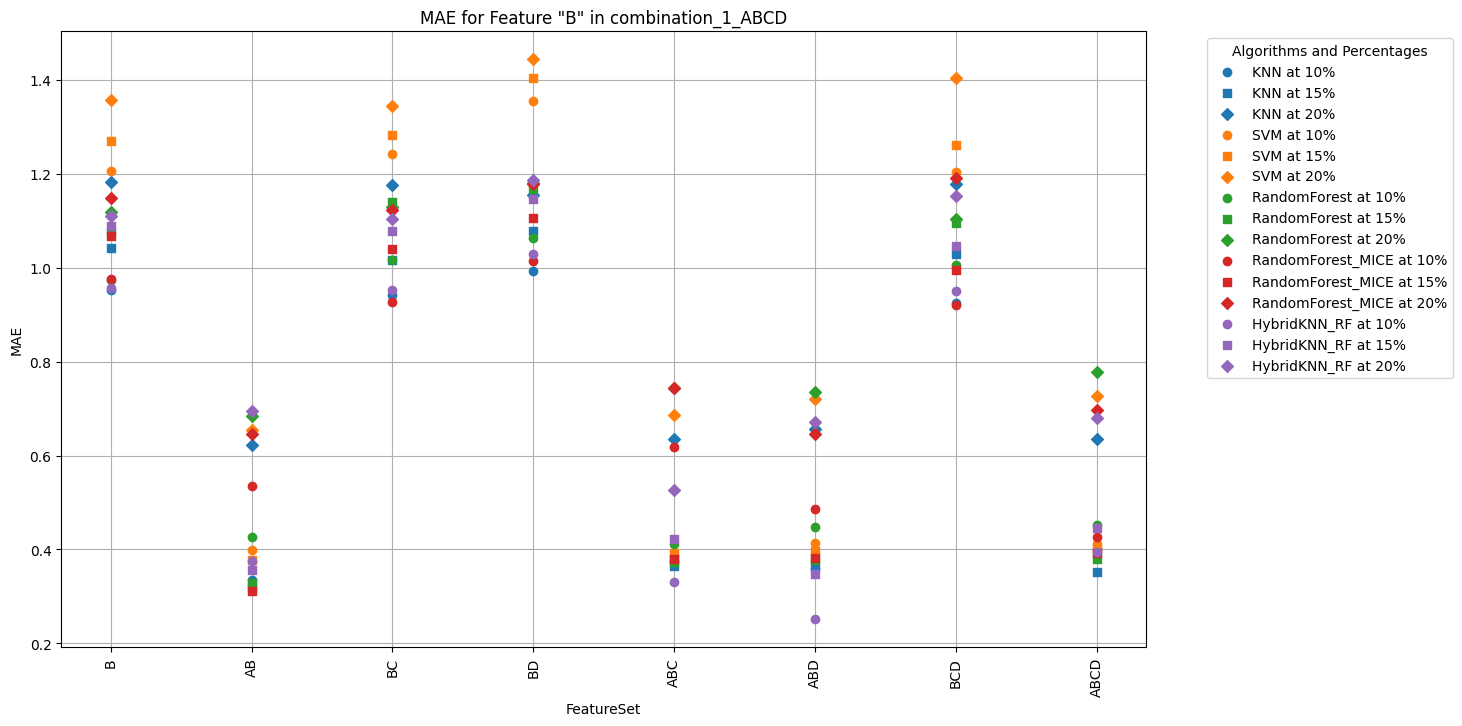 MAE for Feature "B" in combination_1_ABCD
MAE
1.4
1.2
1.0
0.8
0.6
0.4
0.2
B
AB
BC
BD
ABC
ABD
BCD
ABCD
FeatureSet
Algorithms and Percentages
KNN at 10%
KNN at 15%
KNN at 20%
SVM at 10%
SVM at 15%
SVM at 20%
RandomForest at 10%
RandomForest at 15%
RandomForest at 20%
RandomForest_MICE at 10%
RandomForest_MICE at 15%
RandomForest_MICE at 20%
HybridKNN_RF at 10%
HybridKNN_RF at 15%
HybridKNN_RF at 20%